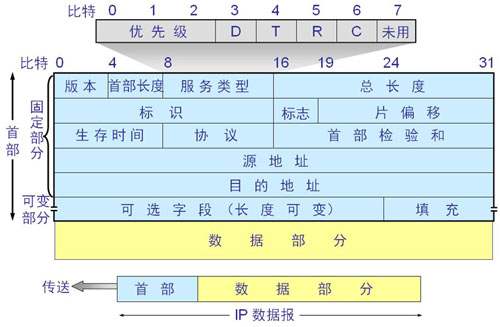 比特 0 1 2 3 4 5 6 7
优先级 D T R C 未用
比特 0 4 8 16 19 24 31
版本 首部长度 服务类型 总长度
标识 标志 片偏移
生存时间 协议 首部检验和
源地址
目的地址
可选字段(长度可变) 填充
数据部分
首部
固定部分
可变部分
传送 首部 数据部分
IP数据报